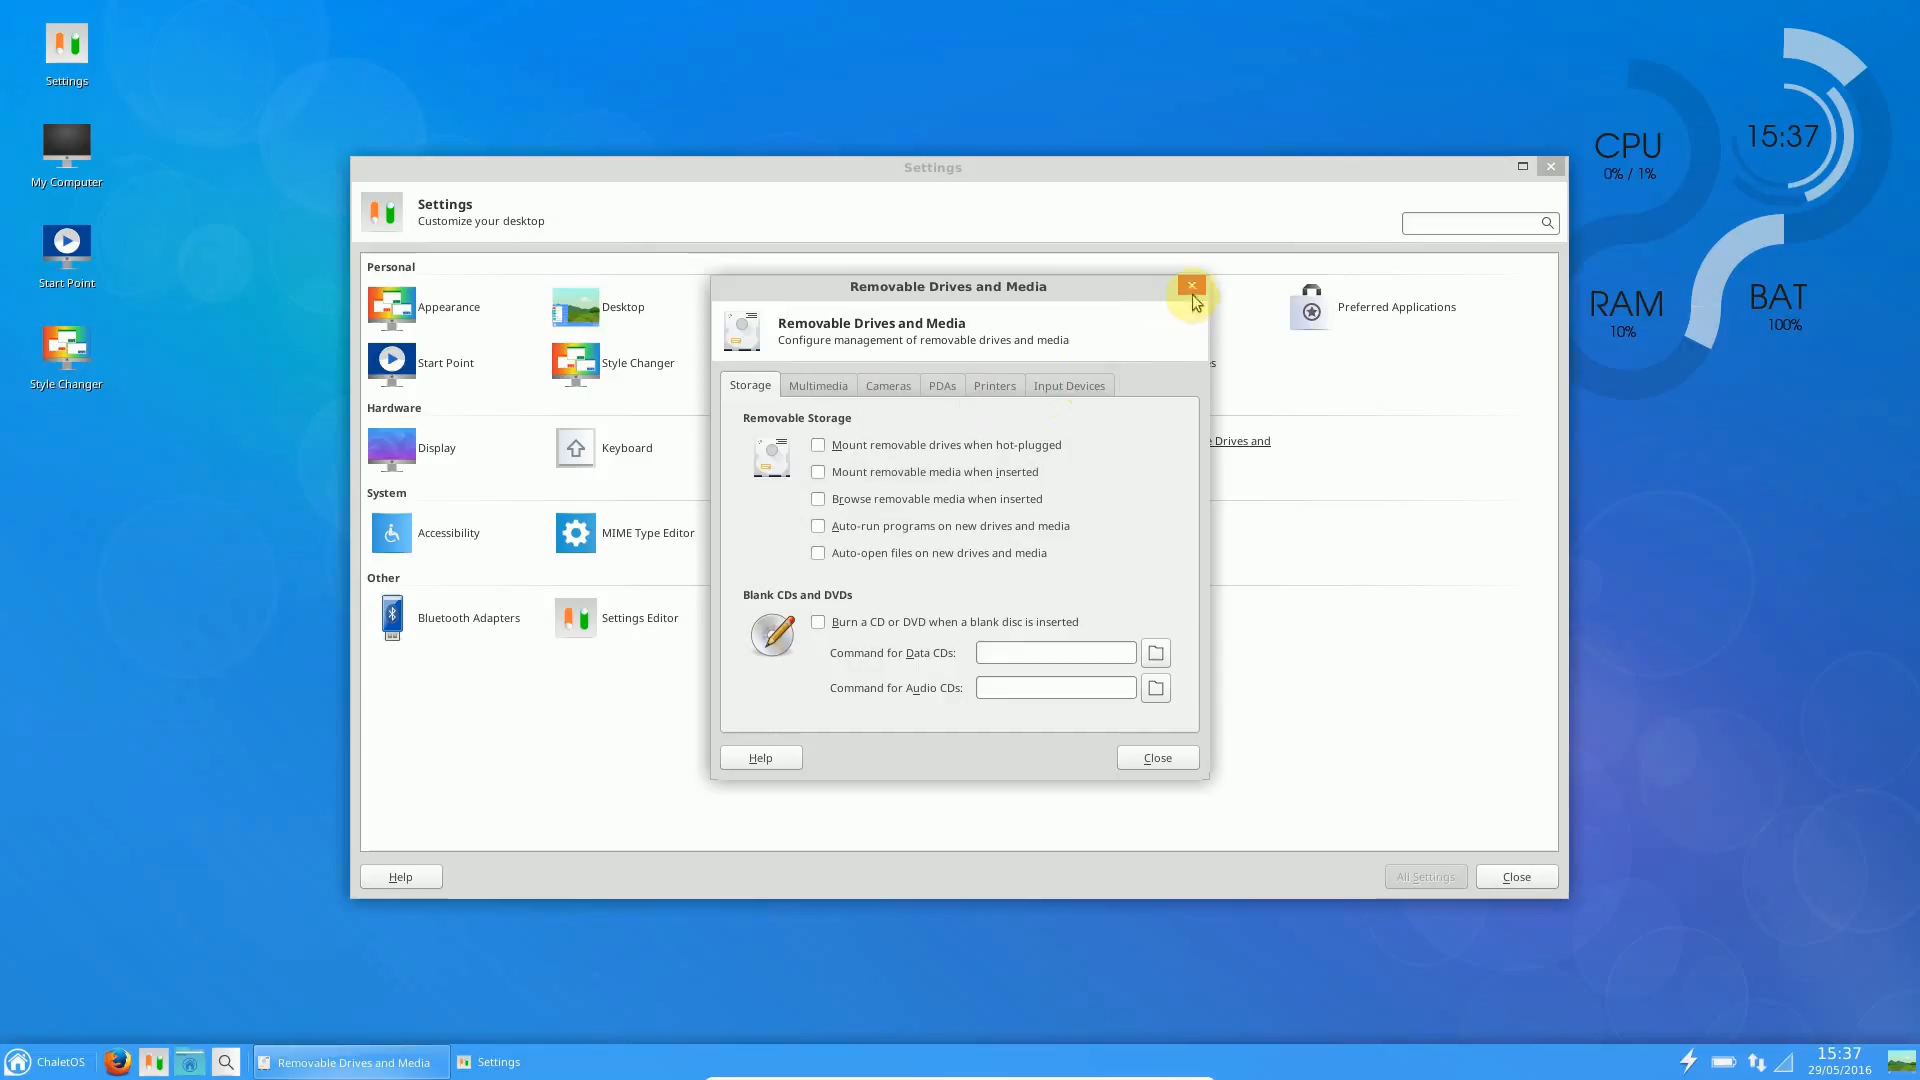 Settings
My Computer
Start Point
Style Changer
CPU
0% / 1%
15:37
RAM
10%
BAT
100%
Settings
Settings
Customize your desktop
Personal
Appearance
Desktop
Preferred Applications
Start Point
Style Changer
Hardware
Display
Keyboard
Drives and
System
Accessibility
MIME Type Editor
Other
Bluetooth Adapters
Settings Editor
Help
All Settings
Close
Removable Drives and Media
Removable Drives and Media
Configure management of removable drives and media
Storage
Multimedia
Cameras
PDAs
Printers
Input Devices
Removable Storage
Mount removable drives when hot-plugged
Mount removable media when inserted
Browse removable media when inserted
Auto-run programs on new drives and media
Auto-open files on new drives and media
Blank CDs and DVDs
Burn a CD or DVD when a blank disc is inserted
Command for Data CDs:
Command for Audio CDs:
Help
Close
ChaletOS
Removable Drives and Media
Settings
15:37
29/05/2016